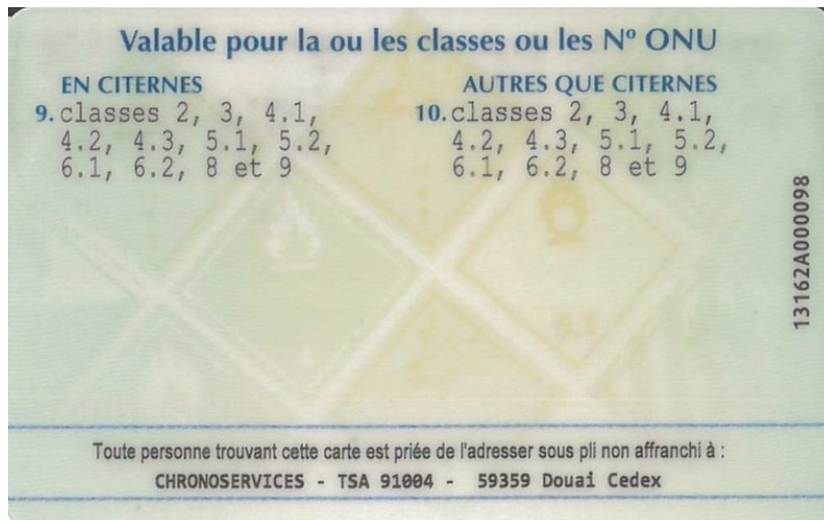 Valable pour la ou les classes ou les Nº ONU
EN CITERNES
9. classes 2, 3, 4.1,
4.2, 4.3, 5.1, 5.2,
6.1, 6.2, 8 et 9
AUTRES QUE CITERNES
10. classes 2, 3, 4.1,
4.2, 4.3, 5.1, 5.2,
6.1, 6.2, 8 et 9
5.1
13162A000098
Toute personne trouvant cette carte est priée de l'adresser sous pli non affranchi à :
CHRONOSERVICES - TSA 91004 - 59359 Douai Cedex